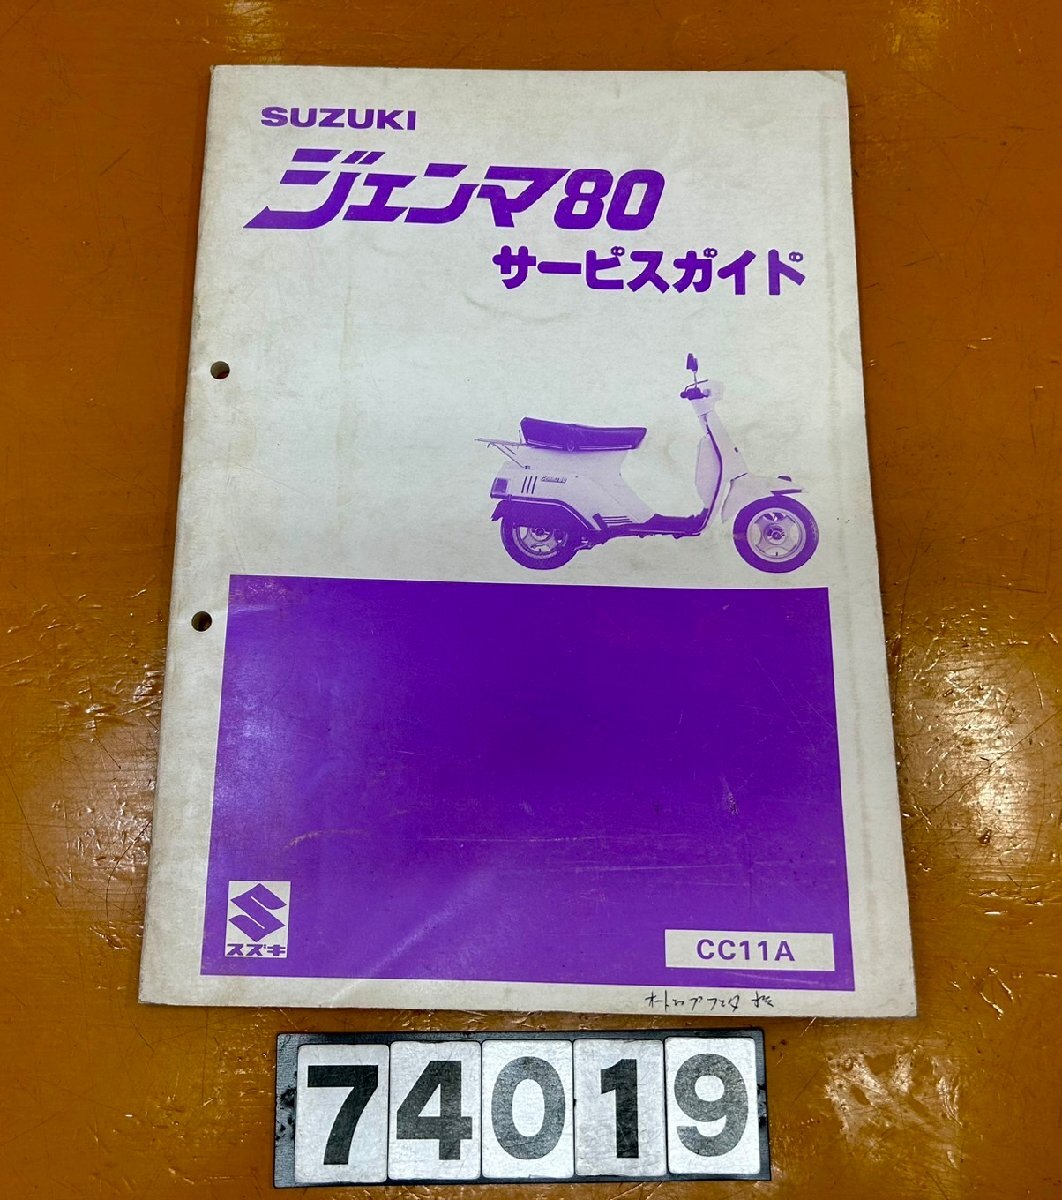 SUZUKI
ジェンマ80
サービスガイド
スズキ
CC11A
74019